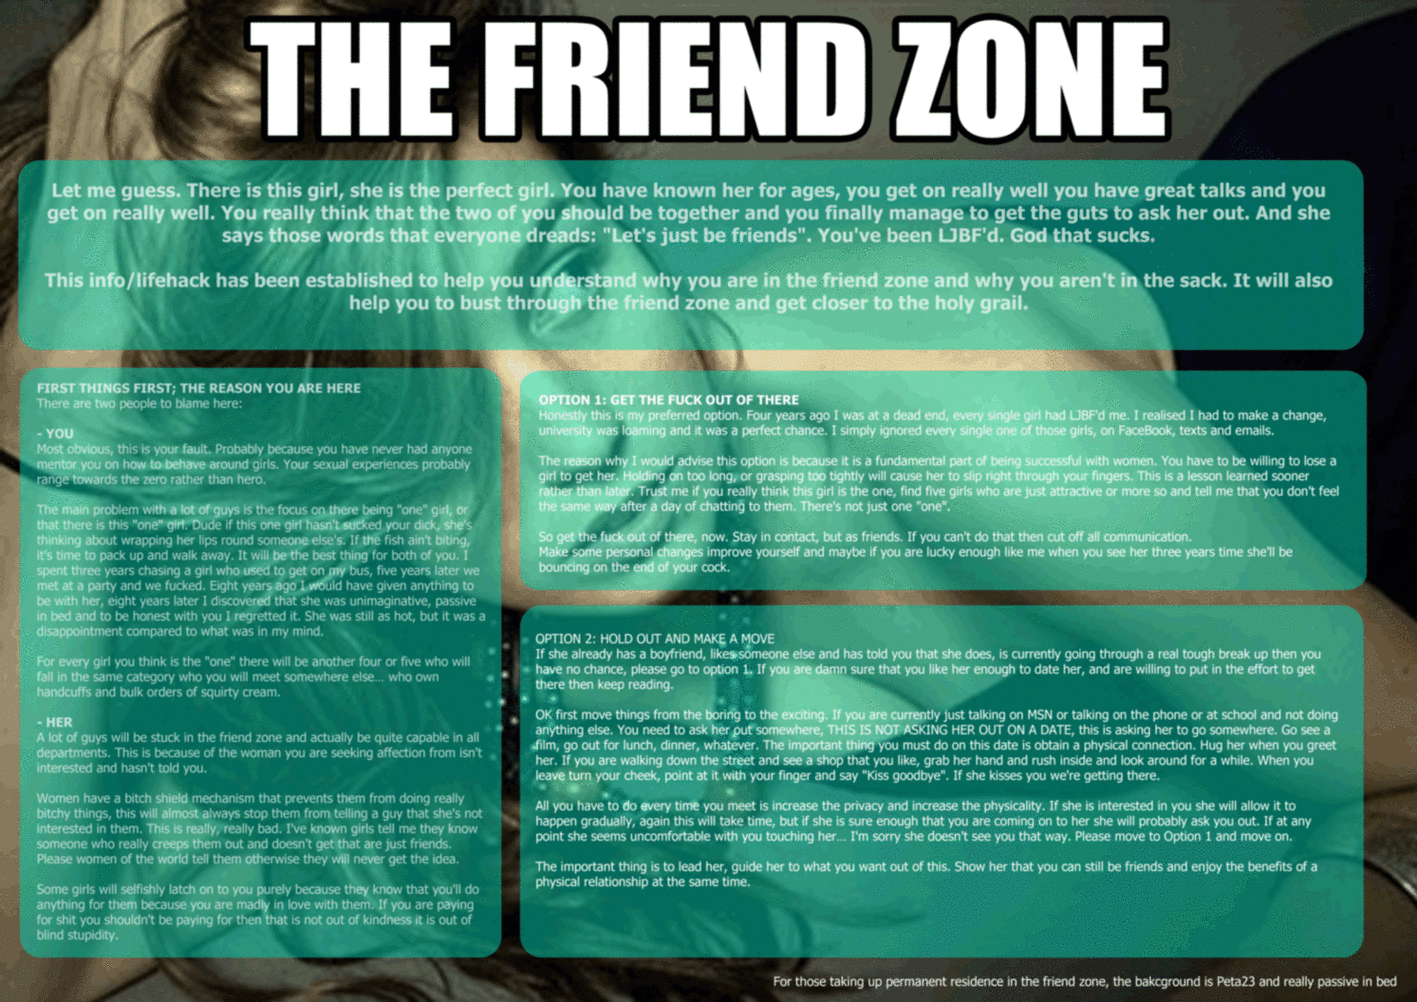 THE FRIEND ZONE
Let me guess. There is this girl, she is the perfect girl. You have known her for ages, you get on really well you have great talks and you
get on really well. You really think that the two of you should be together and you finally manage to get the guts to ask her out. And she
says those words that everyone dreads: "Let's just be friends". You've been LJBF'd. God that sucks.
This info/lifehack has been established to help you understand why you are in the friend zone and why you aren't in the sack. It will also
help you to bust through the friend zone and get closer to the holy grail.
FIRST THINGS FIRST; THE REASON YOU ARE HERE
There are two people to blame here:
- YOU
Most obvious, this is your fault. Probably because you have never had anyone
mentor you on how to behave around girls. Your sexual experiences probably
range towards the zero rather than hero.
The main problem with a lot of guys is the focus on there being "one" girl, or
that there is this "one" girl. Dude if this one girl hasn't sucked your dick, she's
thinking about wrapping her lips round someone else's. If the fish ain't biting,
it's time to pack up and walk away. It will be the best thing for both of you. I
spent three years chasing a girl who used to get on my bus, five years later we
met at a party and we fucked. Eight years ago I would have given anything to
be with her, eight years later I discovered that she was unimaginative, passive
in bed and to be honest with you I regretted it. She was still as hot, but it was a
disappointment compared to what was in my mind.
For every girl you think is the "one" there will be another four or five who will
fall in the same category who you will meet somewhere else... who own
handcuffs and bulk orders of squirty cream.
- HER
A lot of guys will be stuck in the friend zone and actually be quite capable in all
departments. This is because of the woman you are seeking affection from isn't
interested and hasn't told you.
Women have a bitch shield mechanism that prevents them from doing really
bitchy things, this will almost always stop them from telling a guy that she's not
interested in them. This is really, really bad. I've known girls tell me they know
someone who really creeps them out and doesn't get that are just friends.
Please women of the world tell them otherwise they will never get the idea.
Some girls will selfishly latch on to you purely because they know that you'll do
anything for them because you are madly in love with them. If you are paying
for shit you shouldn't be paying for then that is not out of kindness it is out of
blind stupidity.
OPTION 1: GET THE FUCK OUT OF THERE
Honestly this is my preferred option. Four years ago I was at a dead end, every single girl had LJBF'd me. I realised I had to make a change,
university was loaming and it was a perfect chance. I simply ignored every single one of those girls, on FaceBook, texts and emails.
The reason why I would advise this option is because it is a fundamental part of being successful with women. You have to be willing to lose a
girl to get her. Holding on too long, or grasping too tightly will cause her to slip right through your fingers. This is a lesson learned sooner
rather than later. Trust me if you really think this girl is the one, find five girls who are just attractive or more so and tell me that you don't feel
the same way after a day of chatting to them. There's not just one "one".
So get the fuck out of there, now. Stay in contact, but as friends. If you can't do that then cut off all communication.
Make some personal changes improve yourself and maybe if you are lucky enough like me when you see her three years time she'll be
bouncing on the end of your cock.
OPTION 2: HOLD OUT AND MAKE A MOVE
If she already has a boyfriend, likes someone else and has told you that she does, is currently going through a real tough break up then you
have no chance, please go to option 1. If you are damn sure that you like her enough to date her, and are willing to put in the effort to get
there then keep reading.
OK first move things from the boring to the exciting. If you are currently just talking on MSN or talking on the phone or at school and not doing
anything else. You need to ask her out somewhere, THIS IS NOT ASKING HER OUT ON A DATE, this is asking her to go somewhere. Go see a
film, go out for lunch, dinner, whatever. The important thing you must do on this date is obtain a physical connection. Hug her when you greet
her. If you are walking down the street and see a shop that you like, grab her hand and rush inside and look around for a while. When you
leave turn your cheek, point at it with your finger and say "Kiss goodbye". If she kisses you we're getting there.
All you have to do every time you meet is increase the privacy and increase the physicality. If she is interested in you she will allow it to
happen gradually, again this will take time, but if she is sure enough that you are coming on to her she will probably ask you out. If at any
point she seems uncomfortable with you touching her... I'm sorry she doesn't see you that way. Please move to Option 1 and move on.
The important thing is to lead her, guide her to what you want out of this. Show her that you can still be friends and enjoy the benefits of a
physical relationship at the same time.
For those taking up permanent residence in the friend zone, the bakcground is Peta23 and really passive in bed